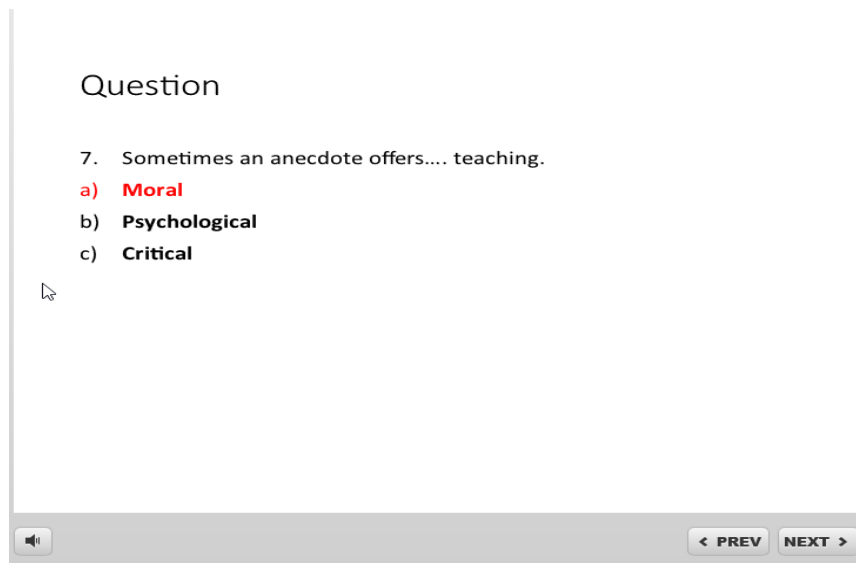 Question
7. Sometimes an anecdote offers.... teaching.
a) Moral
b) Psychological
c) Critical
< PREV
NEXT >